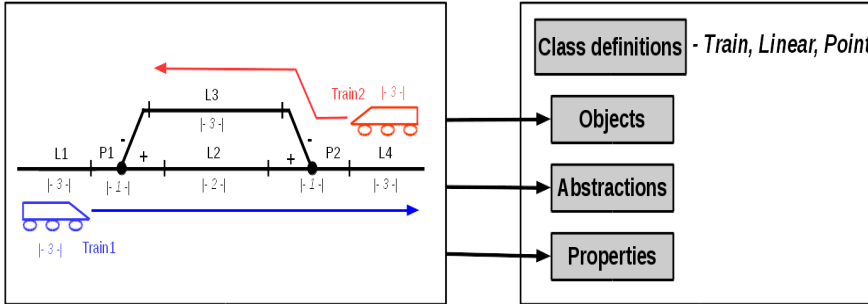 L3
|- 3 -|
Train2
|- 3 -|
-
-
L1
P1
+
L2
+
P2
L4
|- 3 -|
|- 1 -|
|- 2 -|
|- 1 -|
|- 3 -|
|- 3 -|
Train1
Class definitions - Train, Linear, Point
Objects
Abstractions
Properties